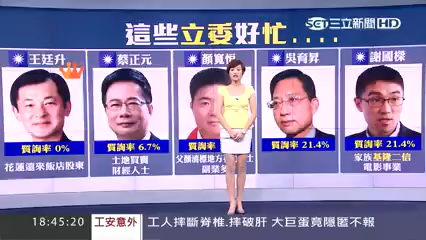 SET 三立新聞HD
這些立委好忙....
王廷升
蔡正元
顏寬恒
吳育昇
謝國樑
質詢率 0%
質詢率 6.7%
質詢率 21.4%
質詢率 21.4%
花蓮遠來飯店股東
土地買賣
財經人士
父顏清標地方
副業多
家族基隆二信
電影事業
18:45:20
工安意外
工人摔斷脊椎.摔破肝 大巨蛋竟隱匿不報